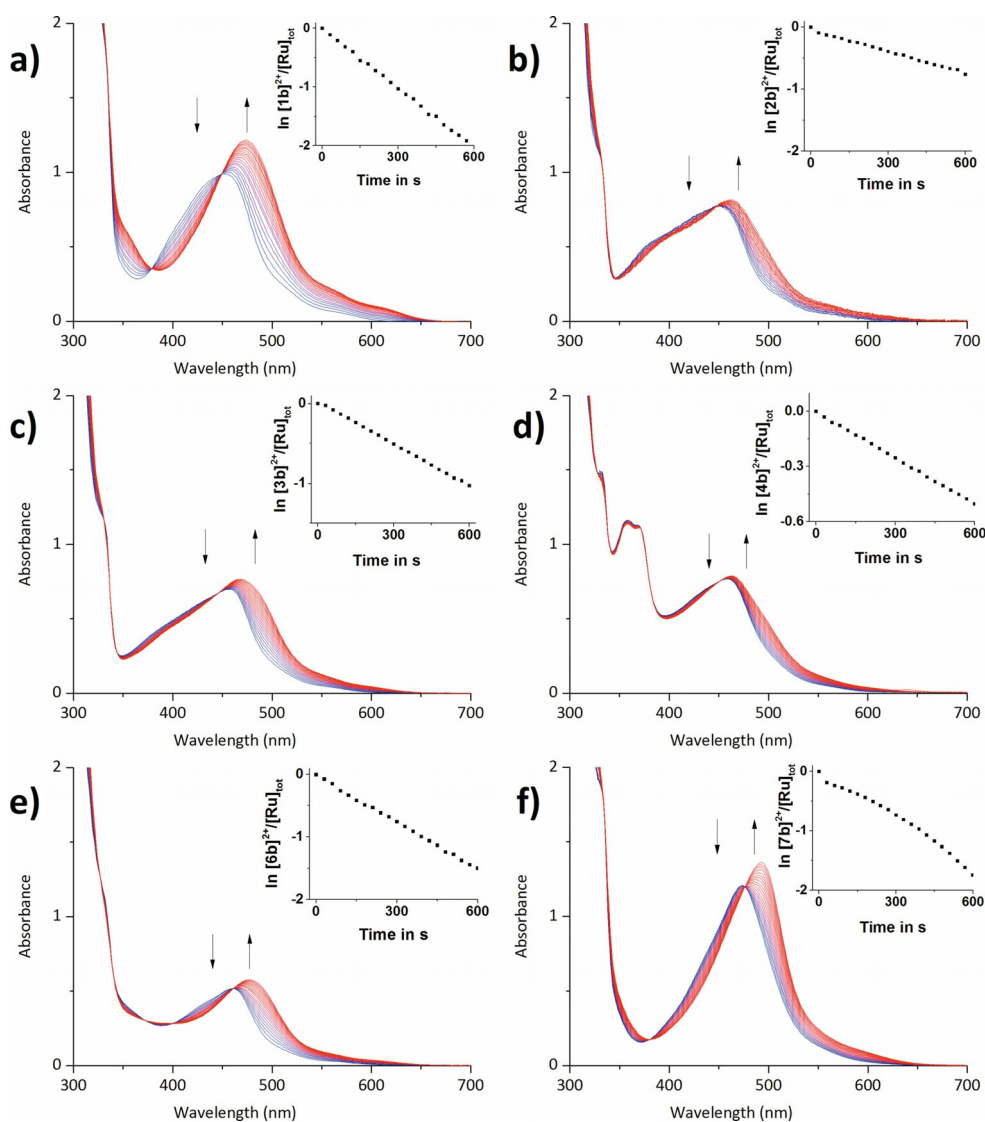 a)
2
1
0
Absorbance
300 400 500 600 700
Wavelength (nm)
0
-1
-2
ln [1b]²⁺/[Ru]tot
0 300 600
Time in s
b)
2
1
0
Absorbance
300 400 500 600 700
Wavelength (nm)
0
-1
-2
ln [2b]²⁺/[Ru]tot
0 300 600
Time in s
c)
2
1
0
Absorbance
300 400 500 600 700
Wavelength (nm)
0
-1
ln [3b]²⁺/[Ru]tot
0 300 600
Time in s
d)
2
1
0
Absorbance
300 400 500 600 700
Wavelength (nm)
0.0
-0.3
-0.6
ln [4b]²⁺/[Ru]tot
0 300 600
Time in s
e)
2
1
0
Absorbance
300 400 500 600 700
Wavelength (nm)
0
-1
-2
ln [6b]²⁺/[Ru]tot
0 300 600
Time in s
f)
2
1
0
Absorbance
300 400 500 600 700
Wavelength (nm)
0
-1
-2
ln [7b]²⁺/[Ru]tot
0 300 600
Time in s